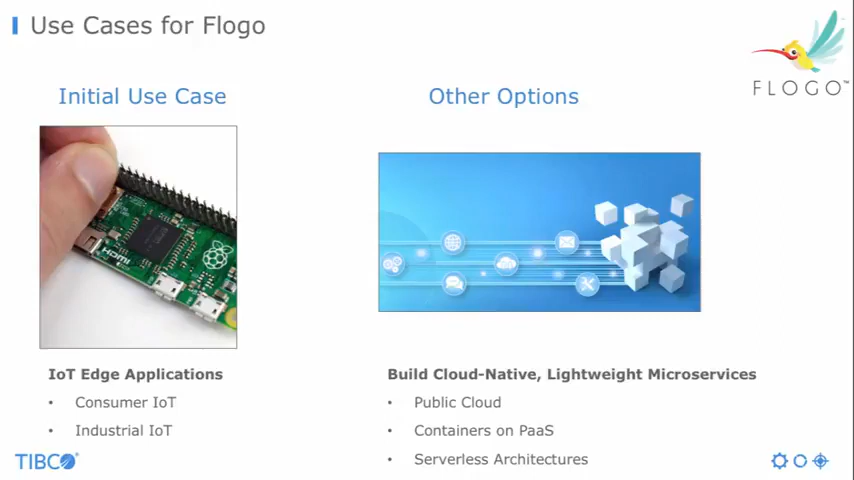 Use Cases for Flogo
FLOGO™
Initial Use Case
Other Options
HDMI
IoT Edge Applications
• Consumer IoT
• Industrial IoT
Build Cloud-Native, Lightweight Microservices
• Public Cloud
• Containers on PaaS
• Serverless Architectures
TIBCO